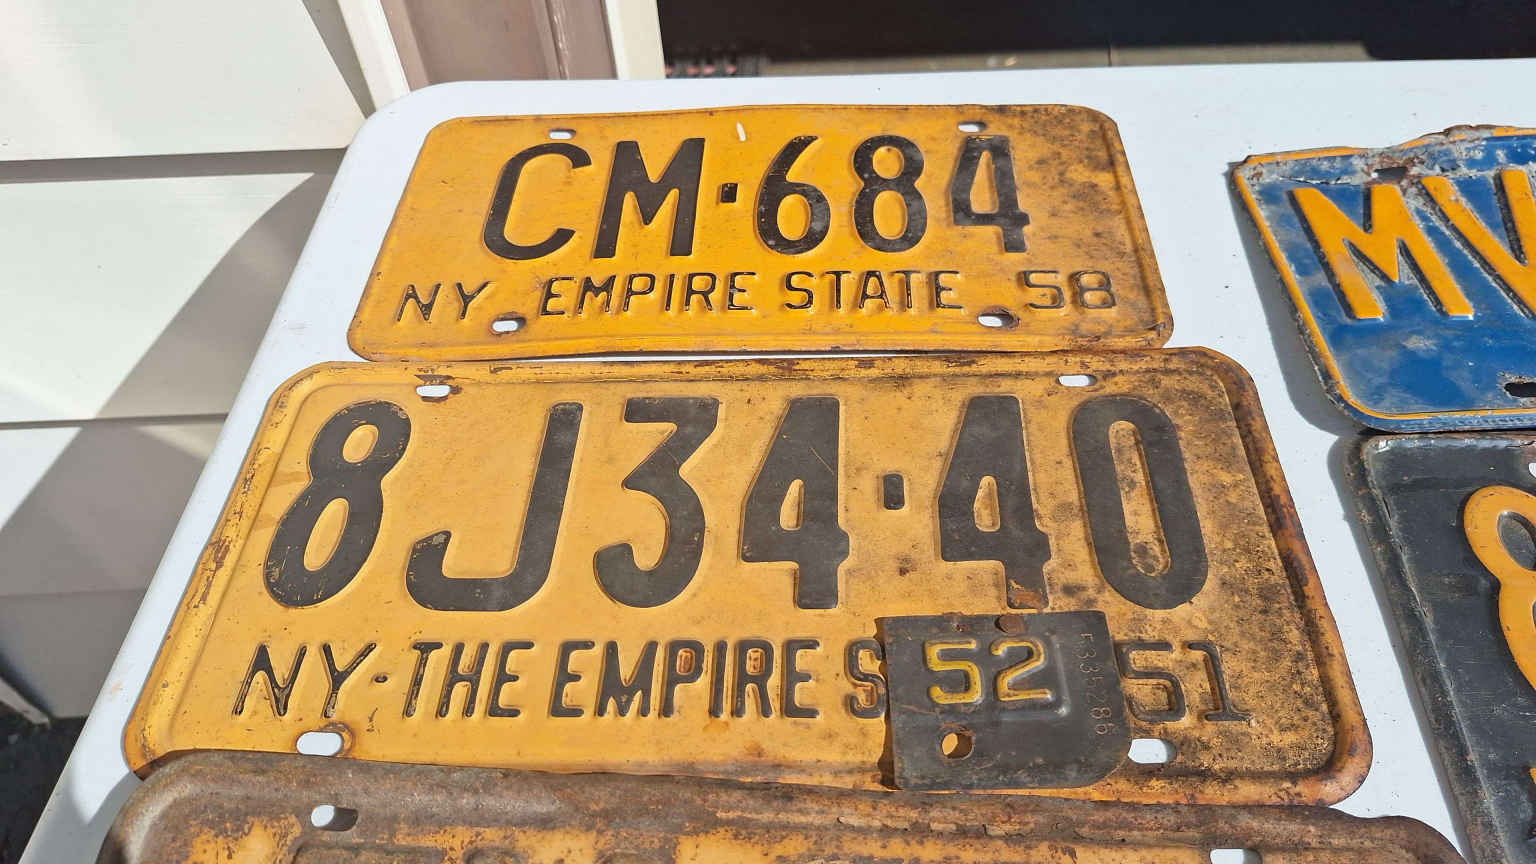 CM·684
NY EMPIRE STATE 58
MV
8J34·40
NY·THE EMPIRE S 52 51